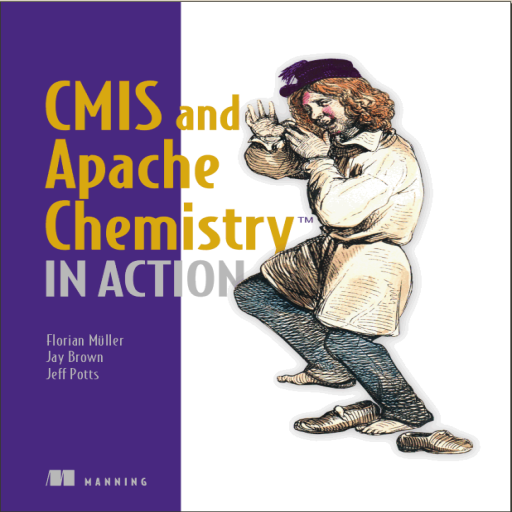 CMIS and
Apache
Chemistry™
IN ACTION
Florian Müller
Jay Brown
Jeff Potts
MANNING